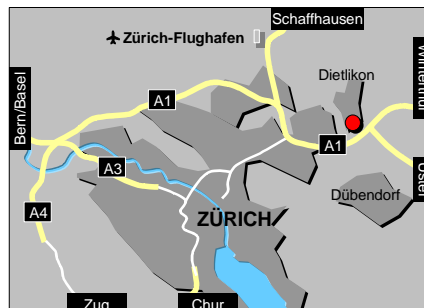 Schaffhausen
Zürich-Flughafen
Dietlikon
Winterthur
A1
Bern/Basel
A1
A3
Uster
Dübendorf
A4
ZÜRICH
Zug
Chur